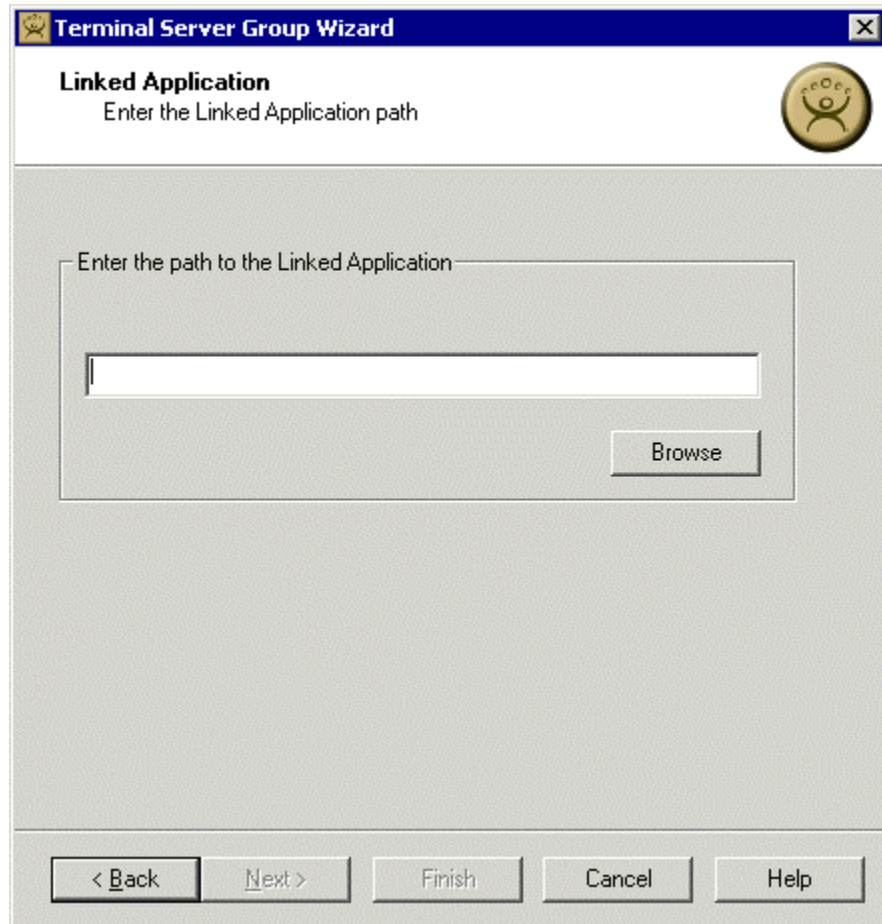 Terminal Server Group Wizard
Linked Application
Enter the Linked Application path
Enter the path to the Linked Application
Browse
< Back
Next >
Finish
Cancel
Help